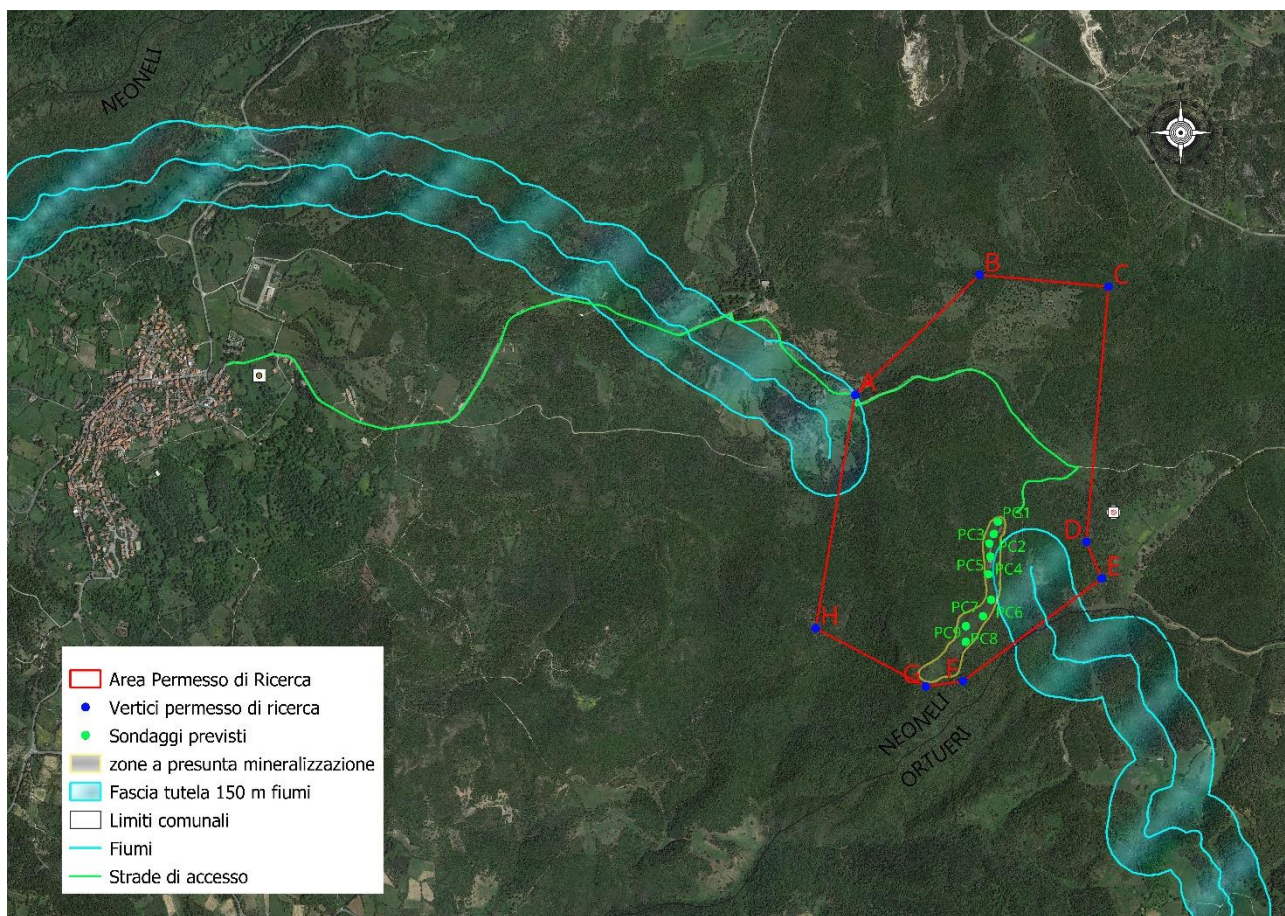 NEONELI
B
C
A
PG1
PC3
PC2
D
PC5
PC4
E
PC7
PC6
H
PC9
PC8
G
F
NEONELI
ORTUERI
Area Permesso di Ricerca
Vertici permesso di ricerca
Sondaggi previsti
zone a presunta mineralizzazione
Fascia tutela 150 m fiumi
Limiti comunali
Fiumi
Strade di accesso